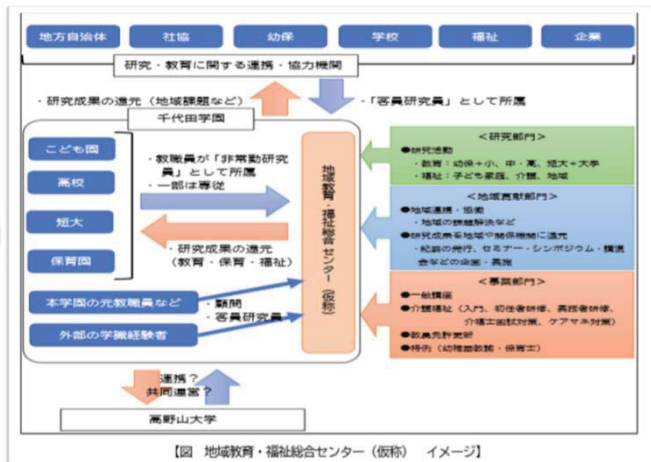 地方自治体
社協
幼保
学校
福祉
企業
研究・教育に関する連携・協力機関
・研究成果の還元（地域課題など）
・「客員研究員」として所属
千代田学園
こども園
高校
短大
保育園
・教職員が「非常勤研究
員」として所属
・一部は専従
・研究成果の還元
（教育・保育・福祉）
本学園の元教職員など
外部の学識経験者
・顧問
・客員研究員
地域教育・福祉総合センター（仮称）
＜研究部門＞
●研究活動
・教育：幼保＋小、中・高、短大＋大学
・福祉：子ども家庭、介護、地域
＜地域貢献部門＞
●地域連携・協働
・地域の課題解決など
●研究成果を地域や関係機関に還元
・紀要の発行、セミナー・シンポジウム・講演
会などの企画・実施
＜事業部門＞
●一般講座
●介護福祉（入門、初任者研修、実務者研修、
介護士国試対策、ケアマネ対策）
●教員免許更新
●特例（幼稚園教諭・保育士）
連携？
共同運営？
高野山大学
【図 地域教育・福祉総合センター（仮称） イメージ】